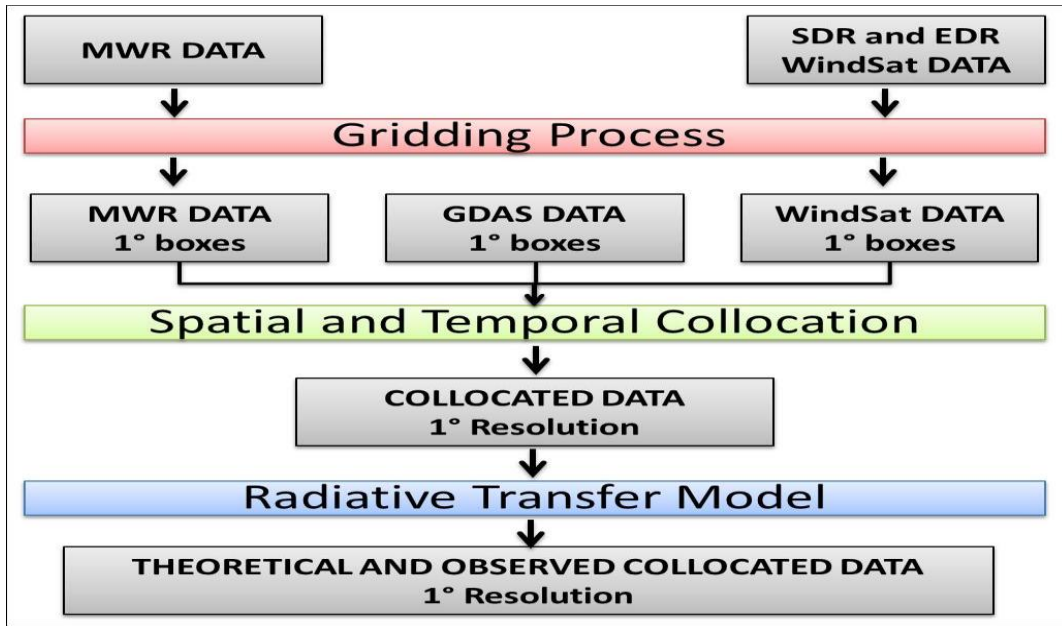 MWR DATA
SDR and EDR
WindSat DATA
Gridding Process
MWR DATA
1° boxes
GDAS DATA
1° boxes
WindSat DATA
1° boxes
Spatial and Temporal Collocation
COLLOCATED DATA
1° Resolution
Radiative Transfer Model
THEORETICAL AND OBSERVED COLLOCATED DATA
1° Resolution